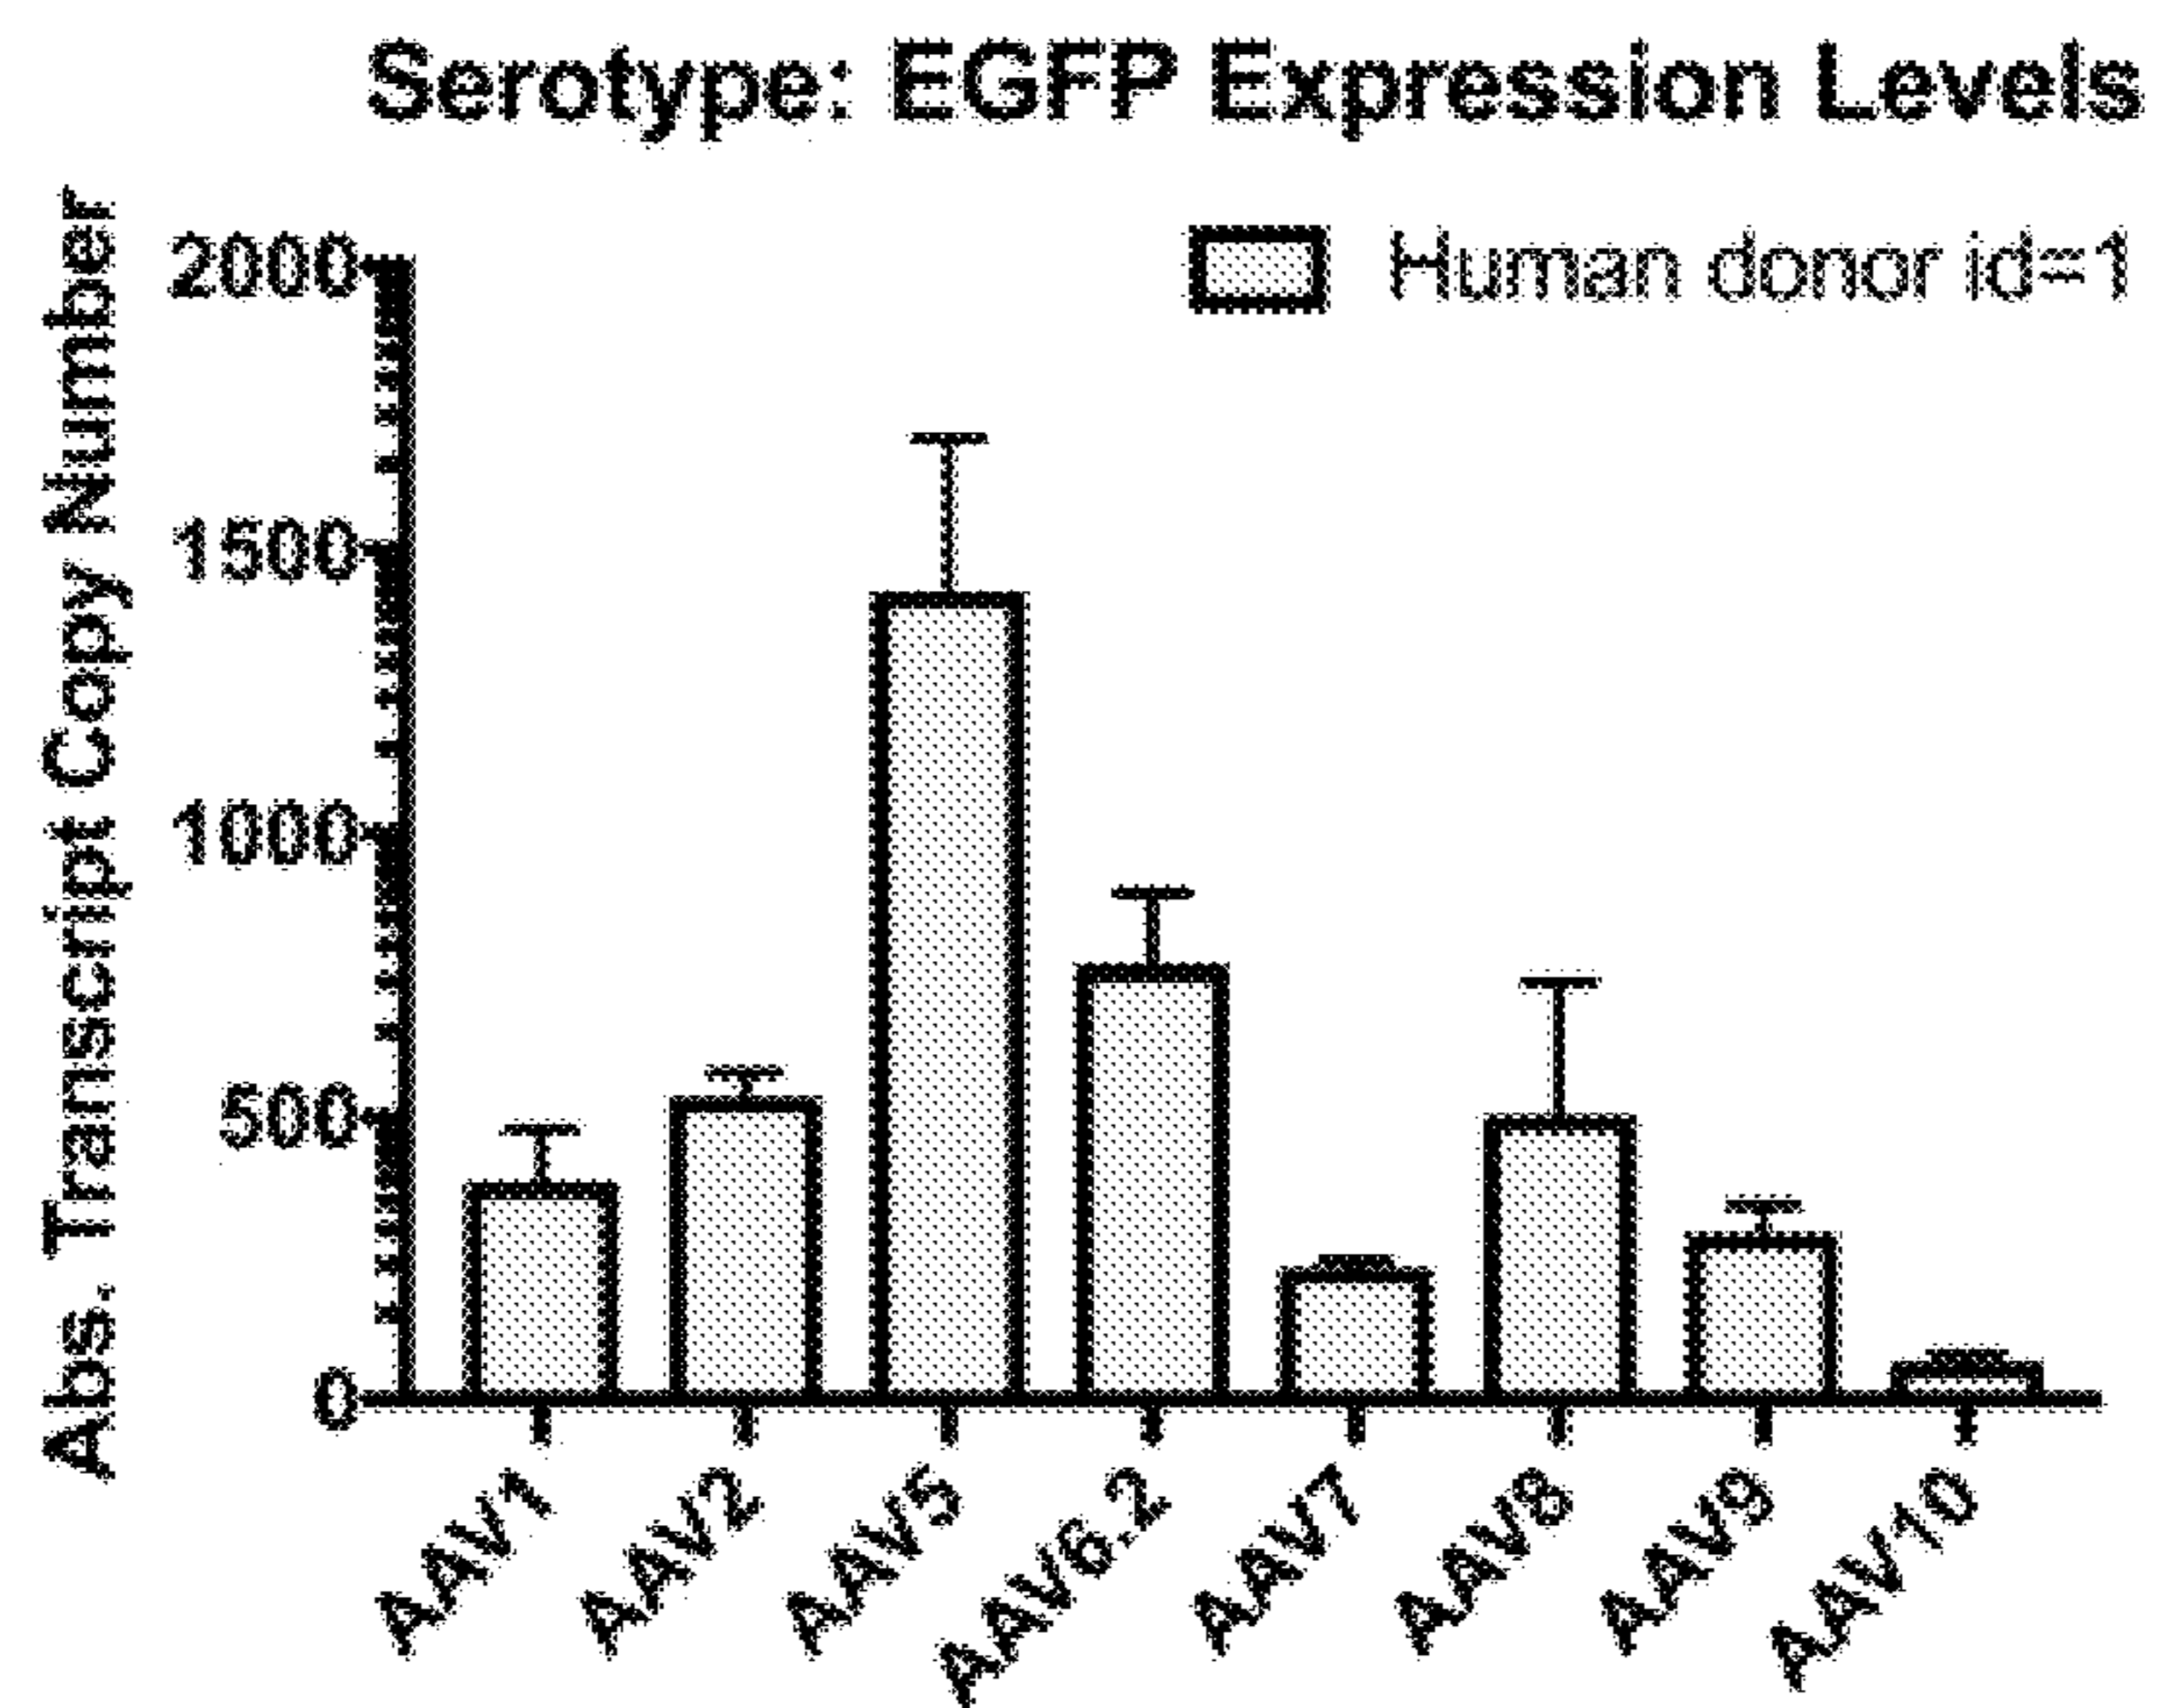 Serotype: EGFP Expression Levels
Human donor id=1
Abs. Transcript Copy Number
2000
1500
1000
500
0
AAV1
AAV2
AAV5
AAV6.2
AAV7
AAV8
AAV9
AAV10